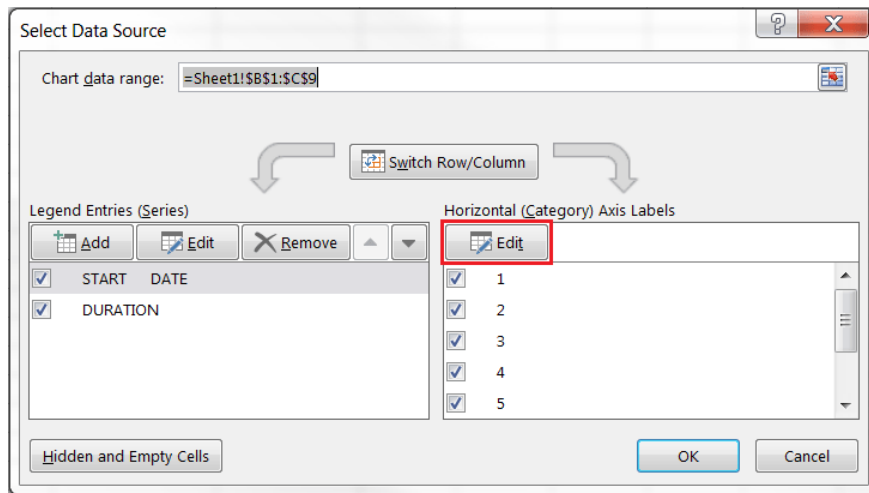 Select Data Source
Chart data range: =Sheet1!$B$1:$C$9
Switch Row/Column
Legend Entries (Series)
Add Edit Remove
START DATE
DURATION
Horizontal (Category) Axis Labels
Edit
1
2
3
4
5
Hidden and Empty Cells
OK Cancel